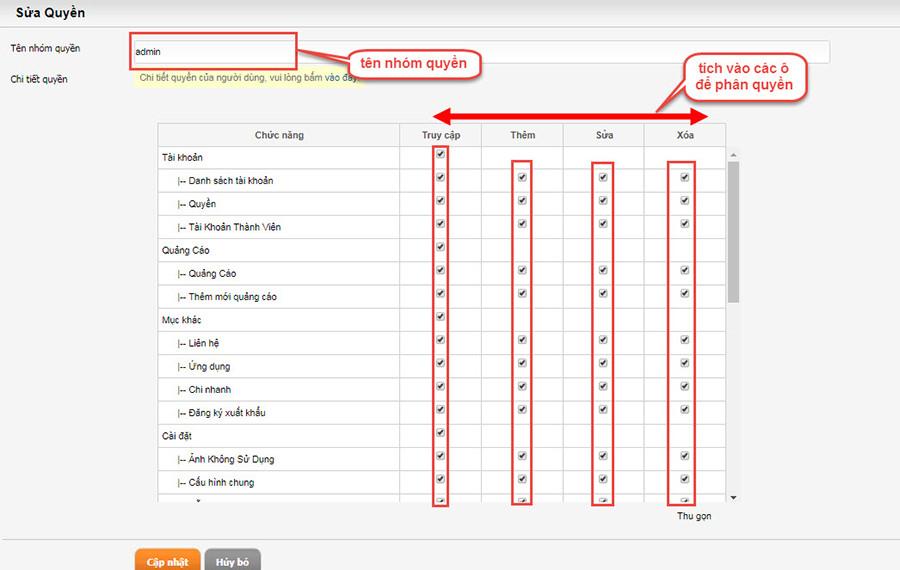 Sửa Quyền
Tên nhóm quyền
admin
tên nhóm quyền
Chi tiết quyền
Chi tiết quyền của người dùng, vui lòng bấm vào đây.
tích vào các ô
để phân quyền
Chức năng Truy cập Thêm Sửa Xóa
Tài khoản
|-- Danh sách tài khoản
|-- Quyền
|-- Tài Khoản Thành Viên
Quảng Cáo
|-- Quảng Cáo
|-- Thêm mới quảng cáo
Mục khác
|-- Liên hệ
|-- Ứng dụng
|-- Chi nhanh
|-- Đăng ký xuất khẩu
Cài đặt
|-- Ảnh Không Sử Dụng
|-- Cấu hình chung
Thu gọn
Cập nhật Hủy bỏ